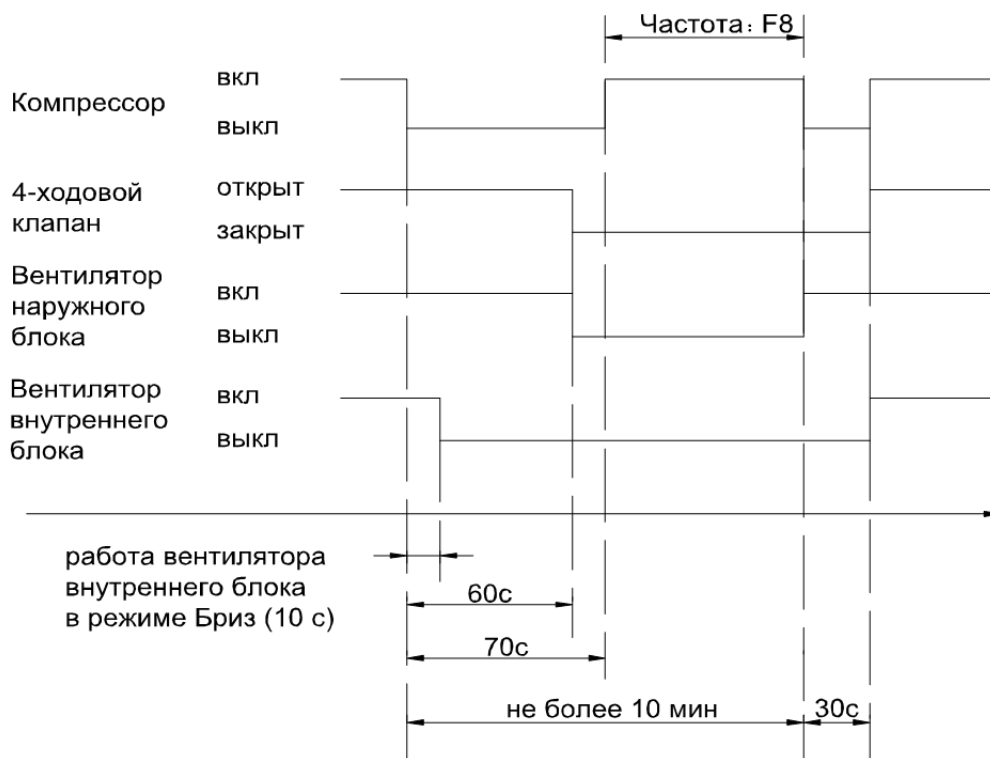 Частота: F8
Компрессор
вкл
выкл
4-ходовой
клапан
открыт
закрыт
Вентилятор
наружного
блока
вкл
выкл
Вентилятор
внутреннего
блока
вкл
выкл
работа вентилятора
внутреннего блока
в режиме Бриз (10 с)
60с
70с
не более 10 мин
30с